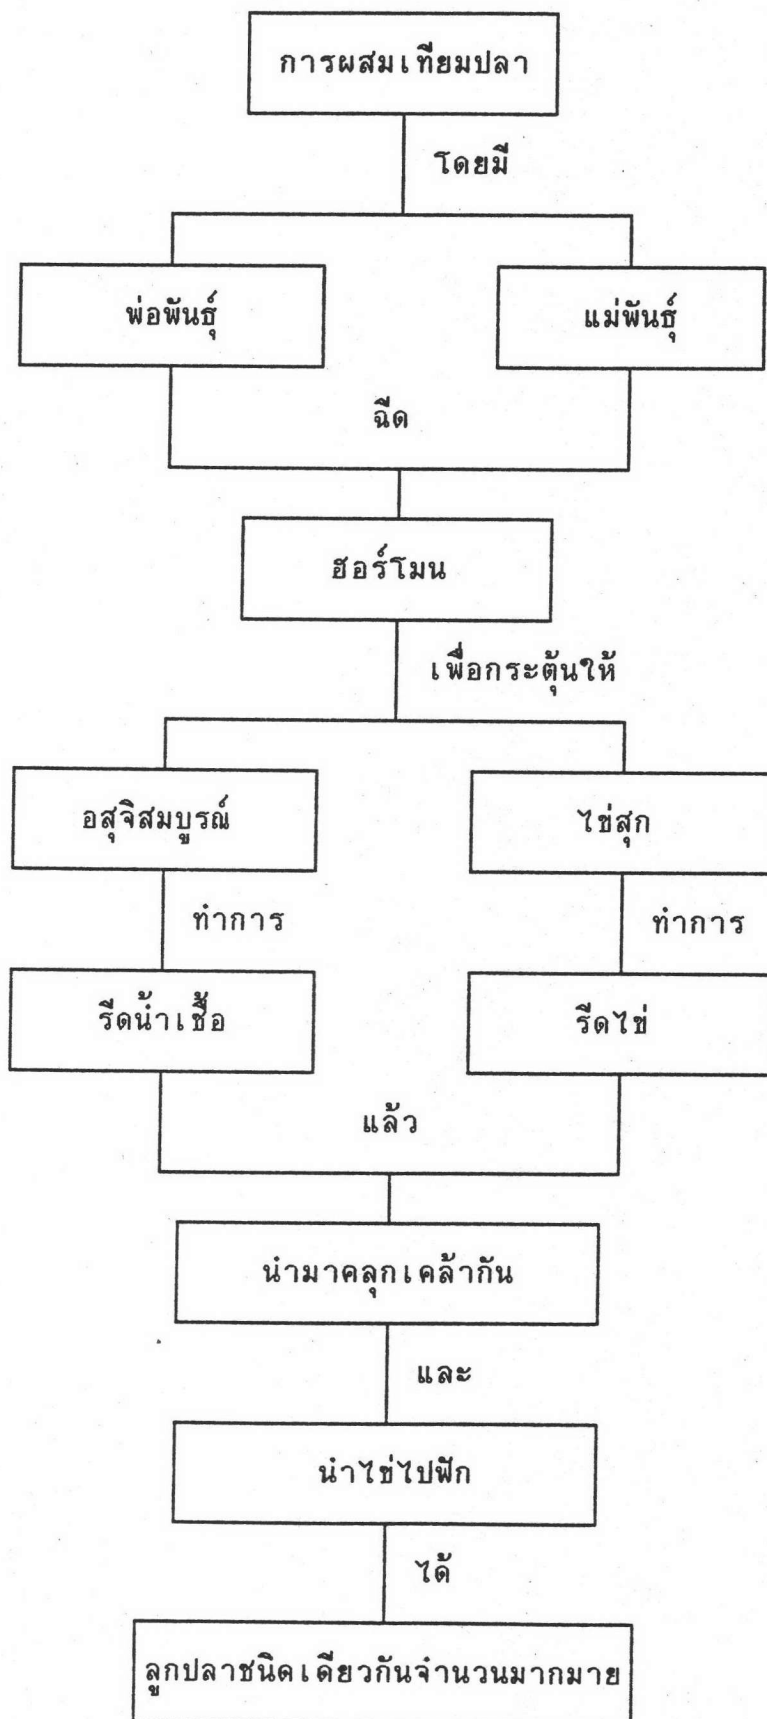 การผสมเทียมปลา
โดยมี
พ่อพันธุ์
แม่พันธุ์
ฉีด
ฮอร์โมน
เพื่อกระตุ้นให้
อสุจิสมบูรณ์
ไข่สุก
ทำการ
ทำการ
รีดน้ำเชื้อ
รีดไข่
แล้ว
นำมาคลุกเคล้ากัน
และ
นำไข่ไปฟัก
ได้
ลูกปลาชนิดเดียวกันจำนวนมากมาย